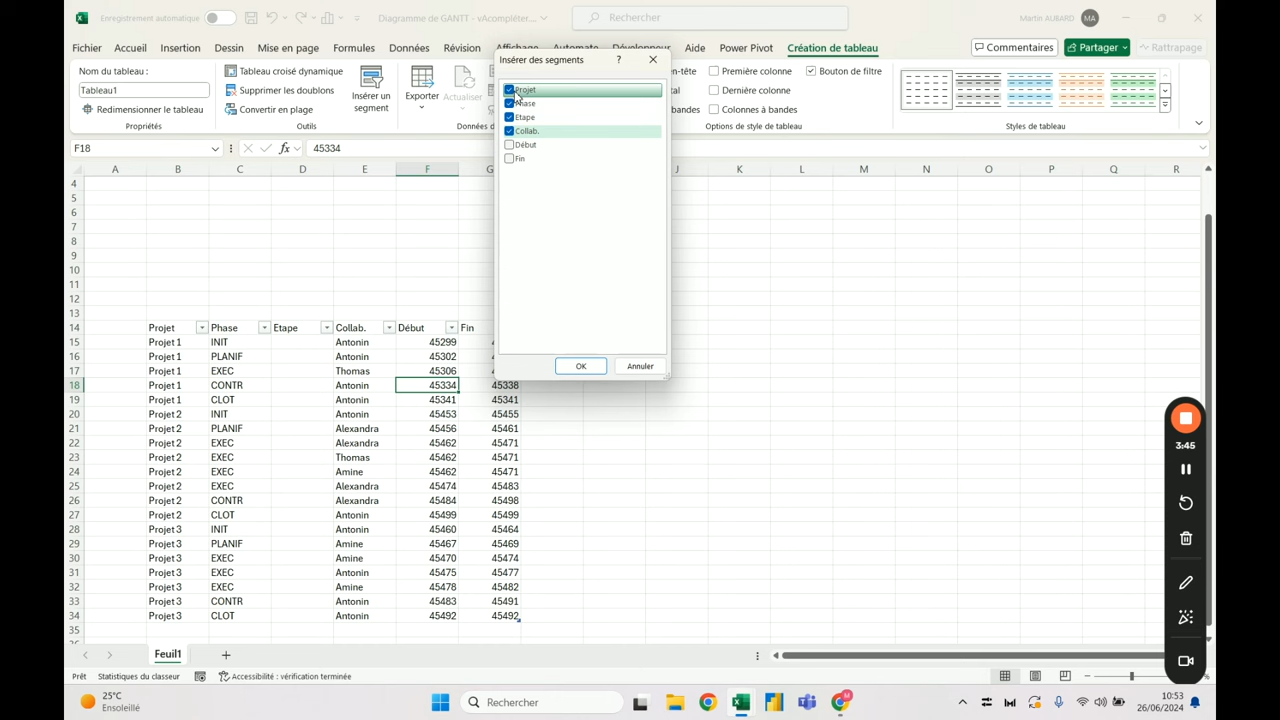 Enregistrement automatique
Diagramme de GANTT - vAcompléter....
Rechercher
Martin AUBARD
MA
Fichier Accueil Insertion Dessin Mise en page Formules Données Révision Affichage Automate Développeur Aide Power Pivot Création de tableau
Commentaires
Partager
Rattrapage
Nom du tableau :
Tableau1
Redimensionner le tableau
Propriétés
Tableau croisé dynamique
Supprimer les doublons
Convertir en plage
Outils
Insérer un
segment
Exporter
Actualiser
Données d
Insérer des segments
?
Projet
Phase
Etape
Collab.
Début
Fin
OK
Annuler
en-tête
tal
Première colonne
Dernière colonne
Colonnes à bandes
Bouton de filtre
Options de style de tableau
Styles de tableau
F18
fx
45334
A B C D E F G J K L M N O P Q R
4
5
6
7
8
9
10
11
12
13
14 Projet Phase Etape Collab. Début Fin
15 Projet 1 INIT Antonin 45299
16 Projet 1 PLANIF Antonin 45302
17 Projet 1 EXEC Thomas 45306
18 Projet 1 CONTR Antonin 45334 45338
19 Projet 1 CLOT Antonin 45341 45341
20 Projet 2 INIT Antonin 45453 45455
21 Projet 2 PLANIF Alexandra 45456 45461
22 Projet 2 EXEC Alexandra 45462 45471
23 Projet 2 EXEC Thomas 45462 45471
24 Projet 2 EXEC Amine 45462 45471
25 Projet 2 EXEC Alexandra 45474 45483
26 Projet 2 CONTR Alexandra 45484 45498
27 Projet 2 CLOT Antonin 45499 45499
28 Projet 3 INIT Antonin 45460 45464
29 Projet 3 PLANIF Amine 45467 45469
30 Projet 3 EXEC Amine 45470 45474
31 Projet 3 EXEC Antonin 45475 45477
32 Projet 3 EXEC Amine 45478 45482
33 Projet 3 CONTR Antonin 45483 45491
34 Projet 3 CLOT Antonin 45492 45492
35
3:45
Feuil1
Prêt Statistiques du classeur Accessibilité : vérification terminée
25°C
Ensoleillé
Rechercher
10:53
26/06/2024